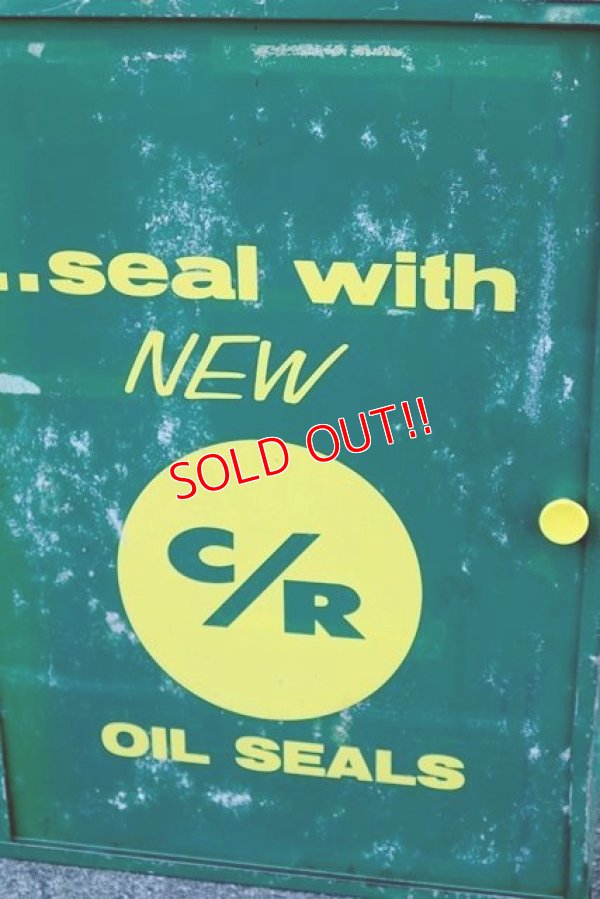 ..seal with
NEW
SOLD OUT!!
C/R
OIL SEALS